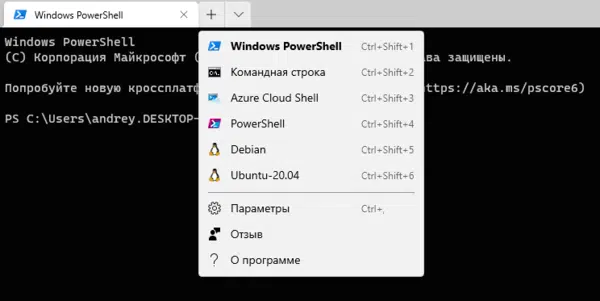 Windows PowerShell
Windows PowerShell
(C) Корпорация Майкрософт (
ва защищены.
Попробуйте новую кроссплатф
https://aka.ms/pscore6)
PS C:\Users\andrey.DESKTOP-
Windows PowerShell Ctrl+Shift+1
Командная строка Ctrl+Shift+2
Azure Cloud Shell Ctrl+Shift+3
PowerShell Ctrl+Shift+4
Debian Ctrl+Shift+5
Ubuntu-20.04 Ctrl+Shift+6
Параметры Ctrl+,
Отзыв
О программе